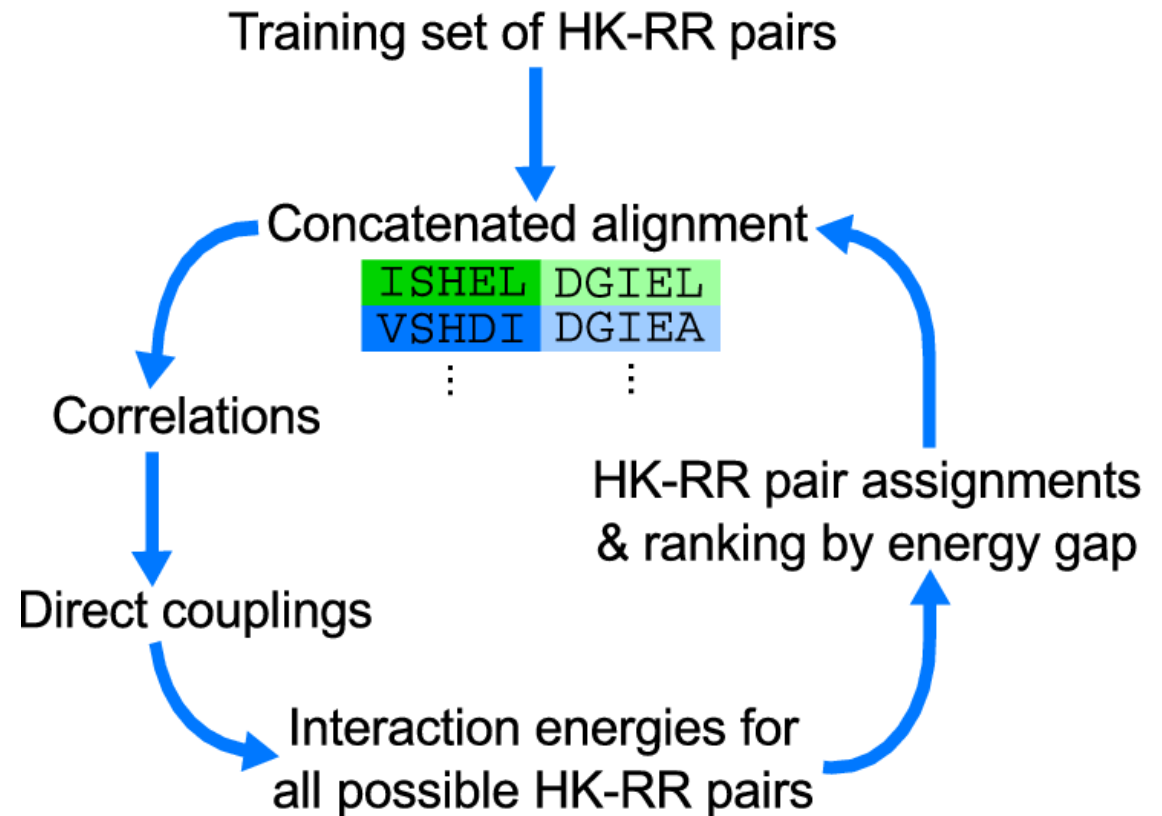 Training set of HK-RR pairs
Concatenated alignment
ISHEL DGIEL
VSHDI DGIEA
⋮ ⋮
Correlations
HK-RR pair assignments
& ranking by energy gap
Direct couplings
Interaction energies for
all possible HK-RR pairs